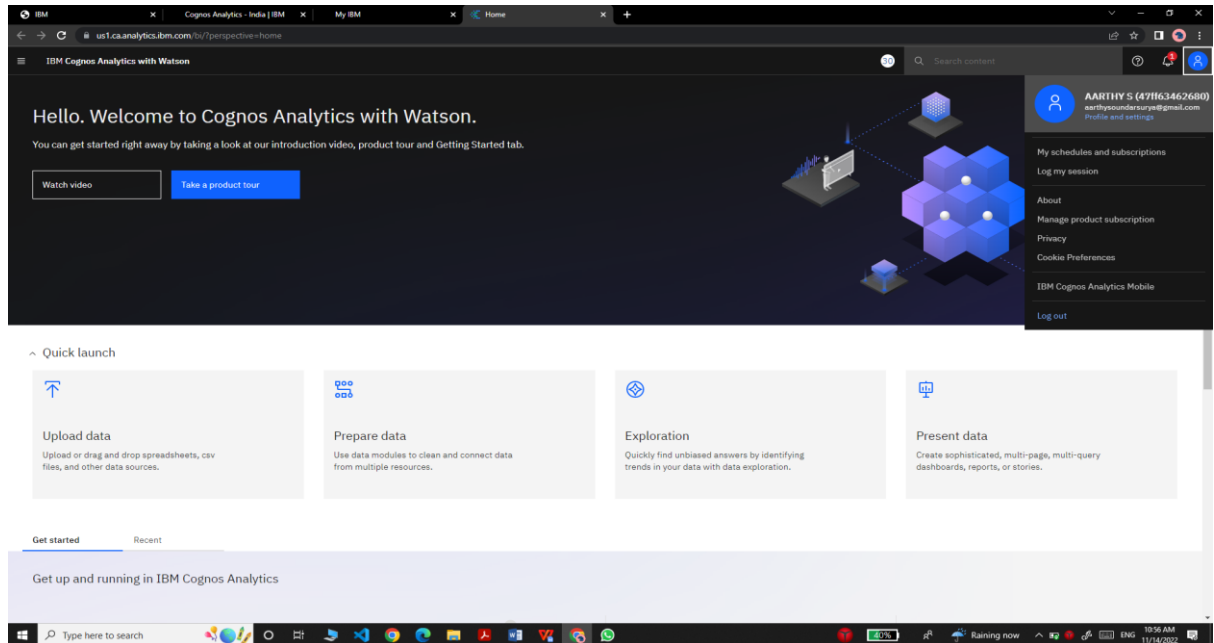 IBM
Cognos Analytics - India | IBM
My IBM
Home
us1.ca.analytics.ibm.com/bi/?perspective=home
IBM Cognos Analytics with Watson
30
Search content
1
Hello. Welcome to Cognos Analytics with Watson.
You can get started right away by taking a look at our introduction video, product tour and Getting Started tab.
Watch video
Take a product tour
AARTHY S (47ff63462680)
aarthysoundersurya@gmail.com
Profile and settings
My schedules and subscriptions
Log my session
About
Manage product subscription
Privacy
Cookie Preferences
IBM Cognos Analytics Mobile
Log out
Quick launch
Upload data
Upload or drag and drop spreadsheets, csv
files, and other data sources.
Prepare data
Use data modules to clean and connect data
from multiple resources.
Exploration
Quickly find unbiased answers by identifying
trends in your data with data exploration.
Present data
Create sophisticated, multi-page, multi-query
dashboards, reports, or stories.
Get started
Recent
Get up and running in IBM Cognos Analytics
Type here to search
40%
Raining now
ENG
10:56 AM
11/14/2022